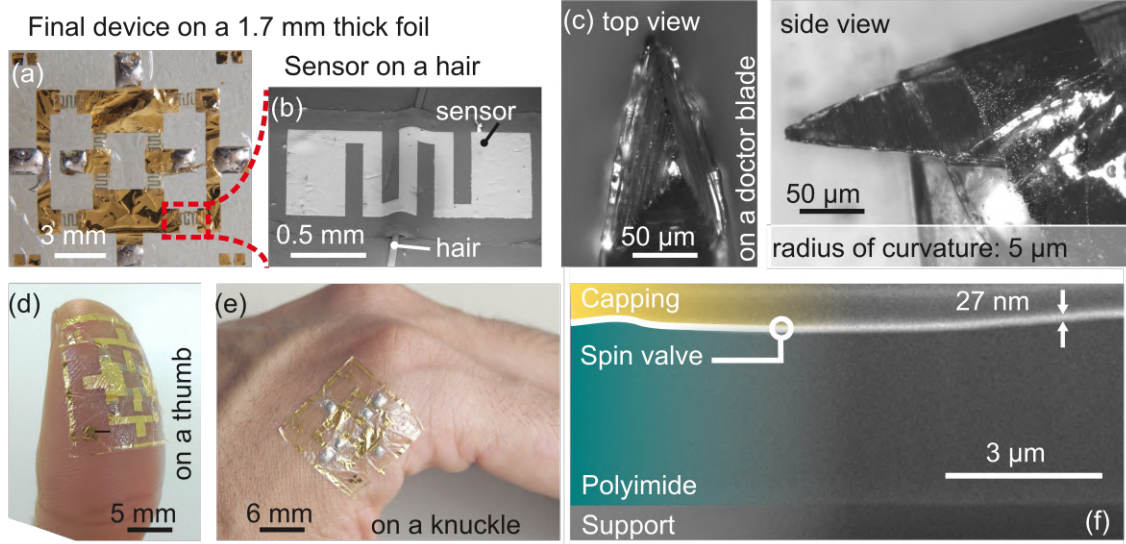 Final device on a 1.7 mm thick foil
(a)
3 mm
Sensor on a hair
(b)
sensor
0.5 mm
hair
(c) top view
50 µm
on a doctor blade
side view
50 µm
radius of curvature: 5 µm
(d)
on a thumb
5 mm
(e)
6 mm
on a knuckle
Capping
27 nm
Spin valve
3 µm
Polyimide
Support
(f)